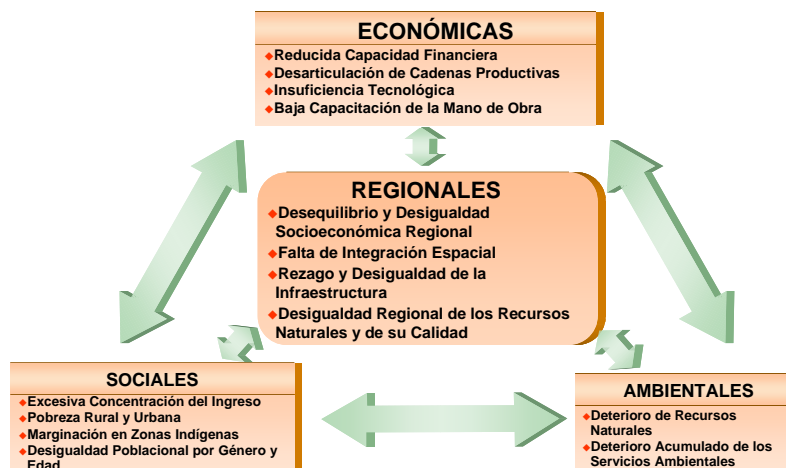 ECONÓMICAS
◆Reducida Capacidad Financiera
◆Desarticulación de Cadenas Productivas
◆Insuficiencia Tecnológica
◆Baja Capacitación de la Mano de Obra
REGIONALES
◆Desequilibrio y Desigualdad
Socioeconómica Regional
◆Falta de Integración Espacial
◆Rezago y Desigualdad de la
Infraestructura
◆Desigualdad Regional de los Recursos
Naturales y de su Calidad
SOCIALES
◆Excesiva Concentración del Ingreso
◆Pobreza Rural y Urbana
◆Marginación en Zonas Indígenas
◆Desigualdad Poblacional por Género y
Edad
AMBIENTALES
◆Deterioro de Recursos
Naturales
◆Deterioro Acumulado de los
Servicios Ambientales